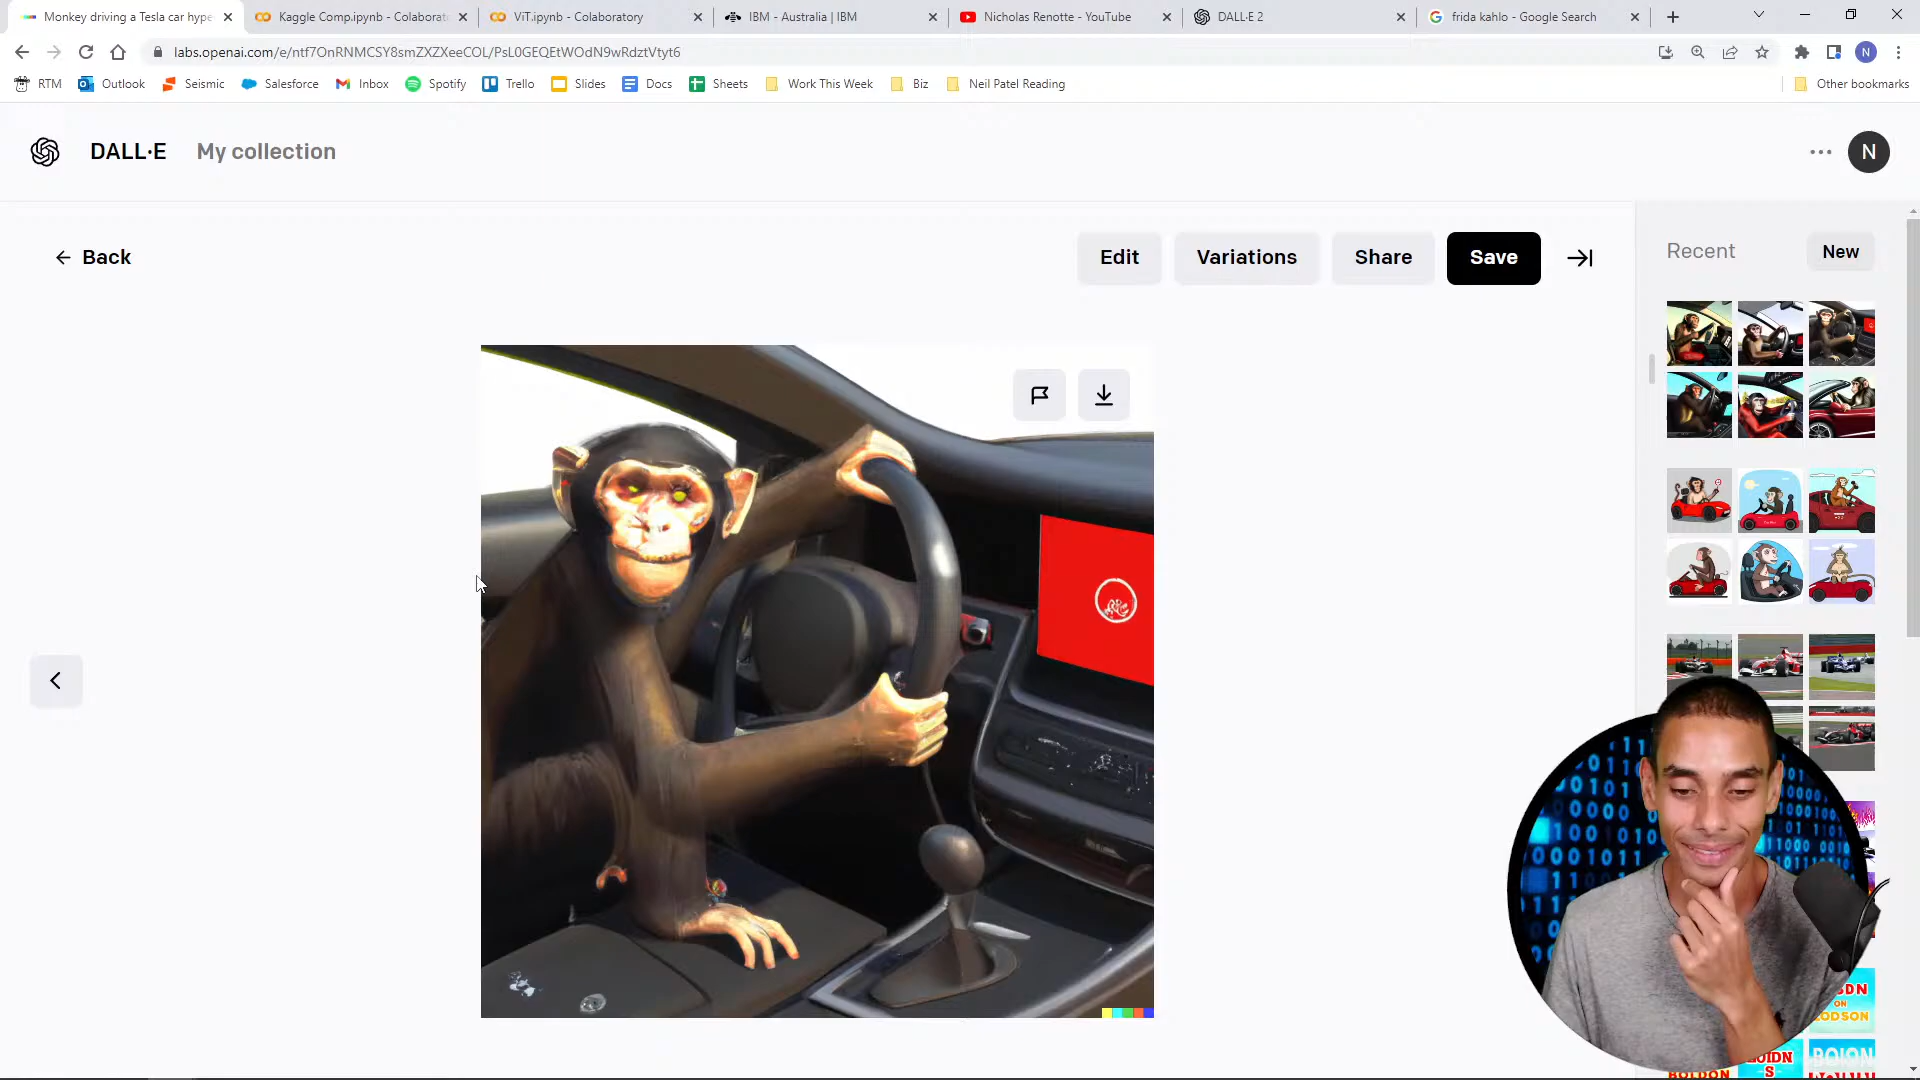 Monkey driving a Tesla car hype
Kaggle Comp.ipynb - Colaborat
ViT.ipynb - Colaboratory
IBM - Australia | IBM
Nicholas Renotte - YouTube
DALL·E 2
frida kahlo - Google Search
labs.openai.com/e/ntf7OnRNMCSY8smZXZXeeCOL/PsL0GEQEtWOdN9wRdztVtyt6
N
RTM
Outlook
Seismic
Salesforce
Inbox
Spotify
Trello
Slides
Docs
Sheets
Work This Week
Biz
Neil Patel Reading
Other bookmarks
DALL·E
My collection
N
Back
Edit
Variations
Share
Save
Recent
New
ON